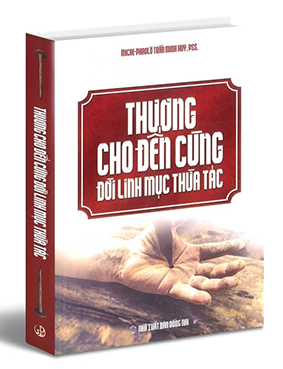 MICAE-PHAOLÔ TRẦN MINH HUY, PSS.
THƯƠNG
CHO ĐẾN CÙNG
ĐỜI LINH MỤC THỪA TÁC
NHÀ XUẤT BẢN ĐỒNG NAI
THƯƠNG CHO ĐẾN CÙNG ĐỜI LINH MỤC THỪA TÁC